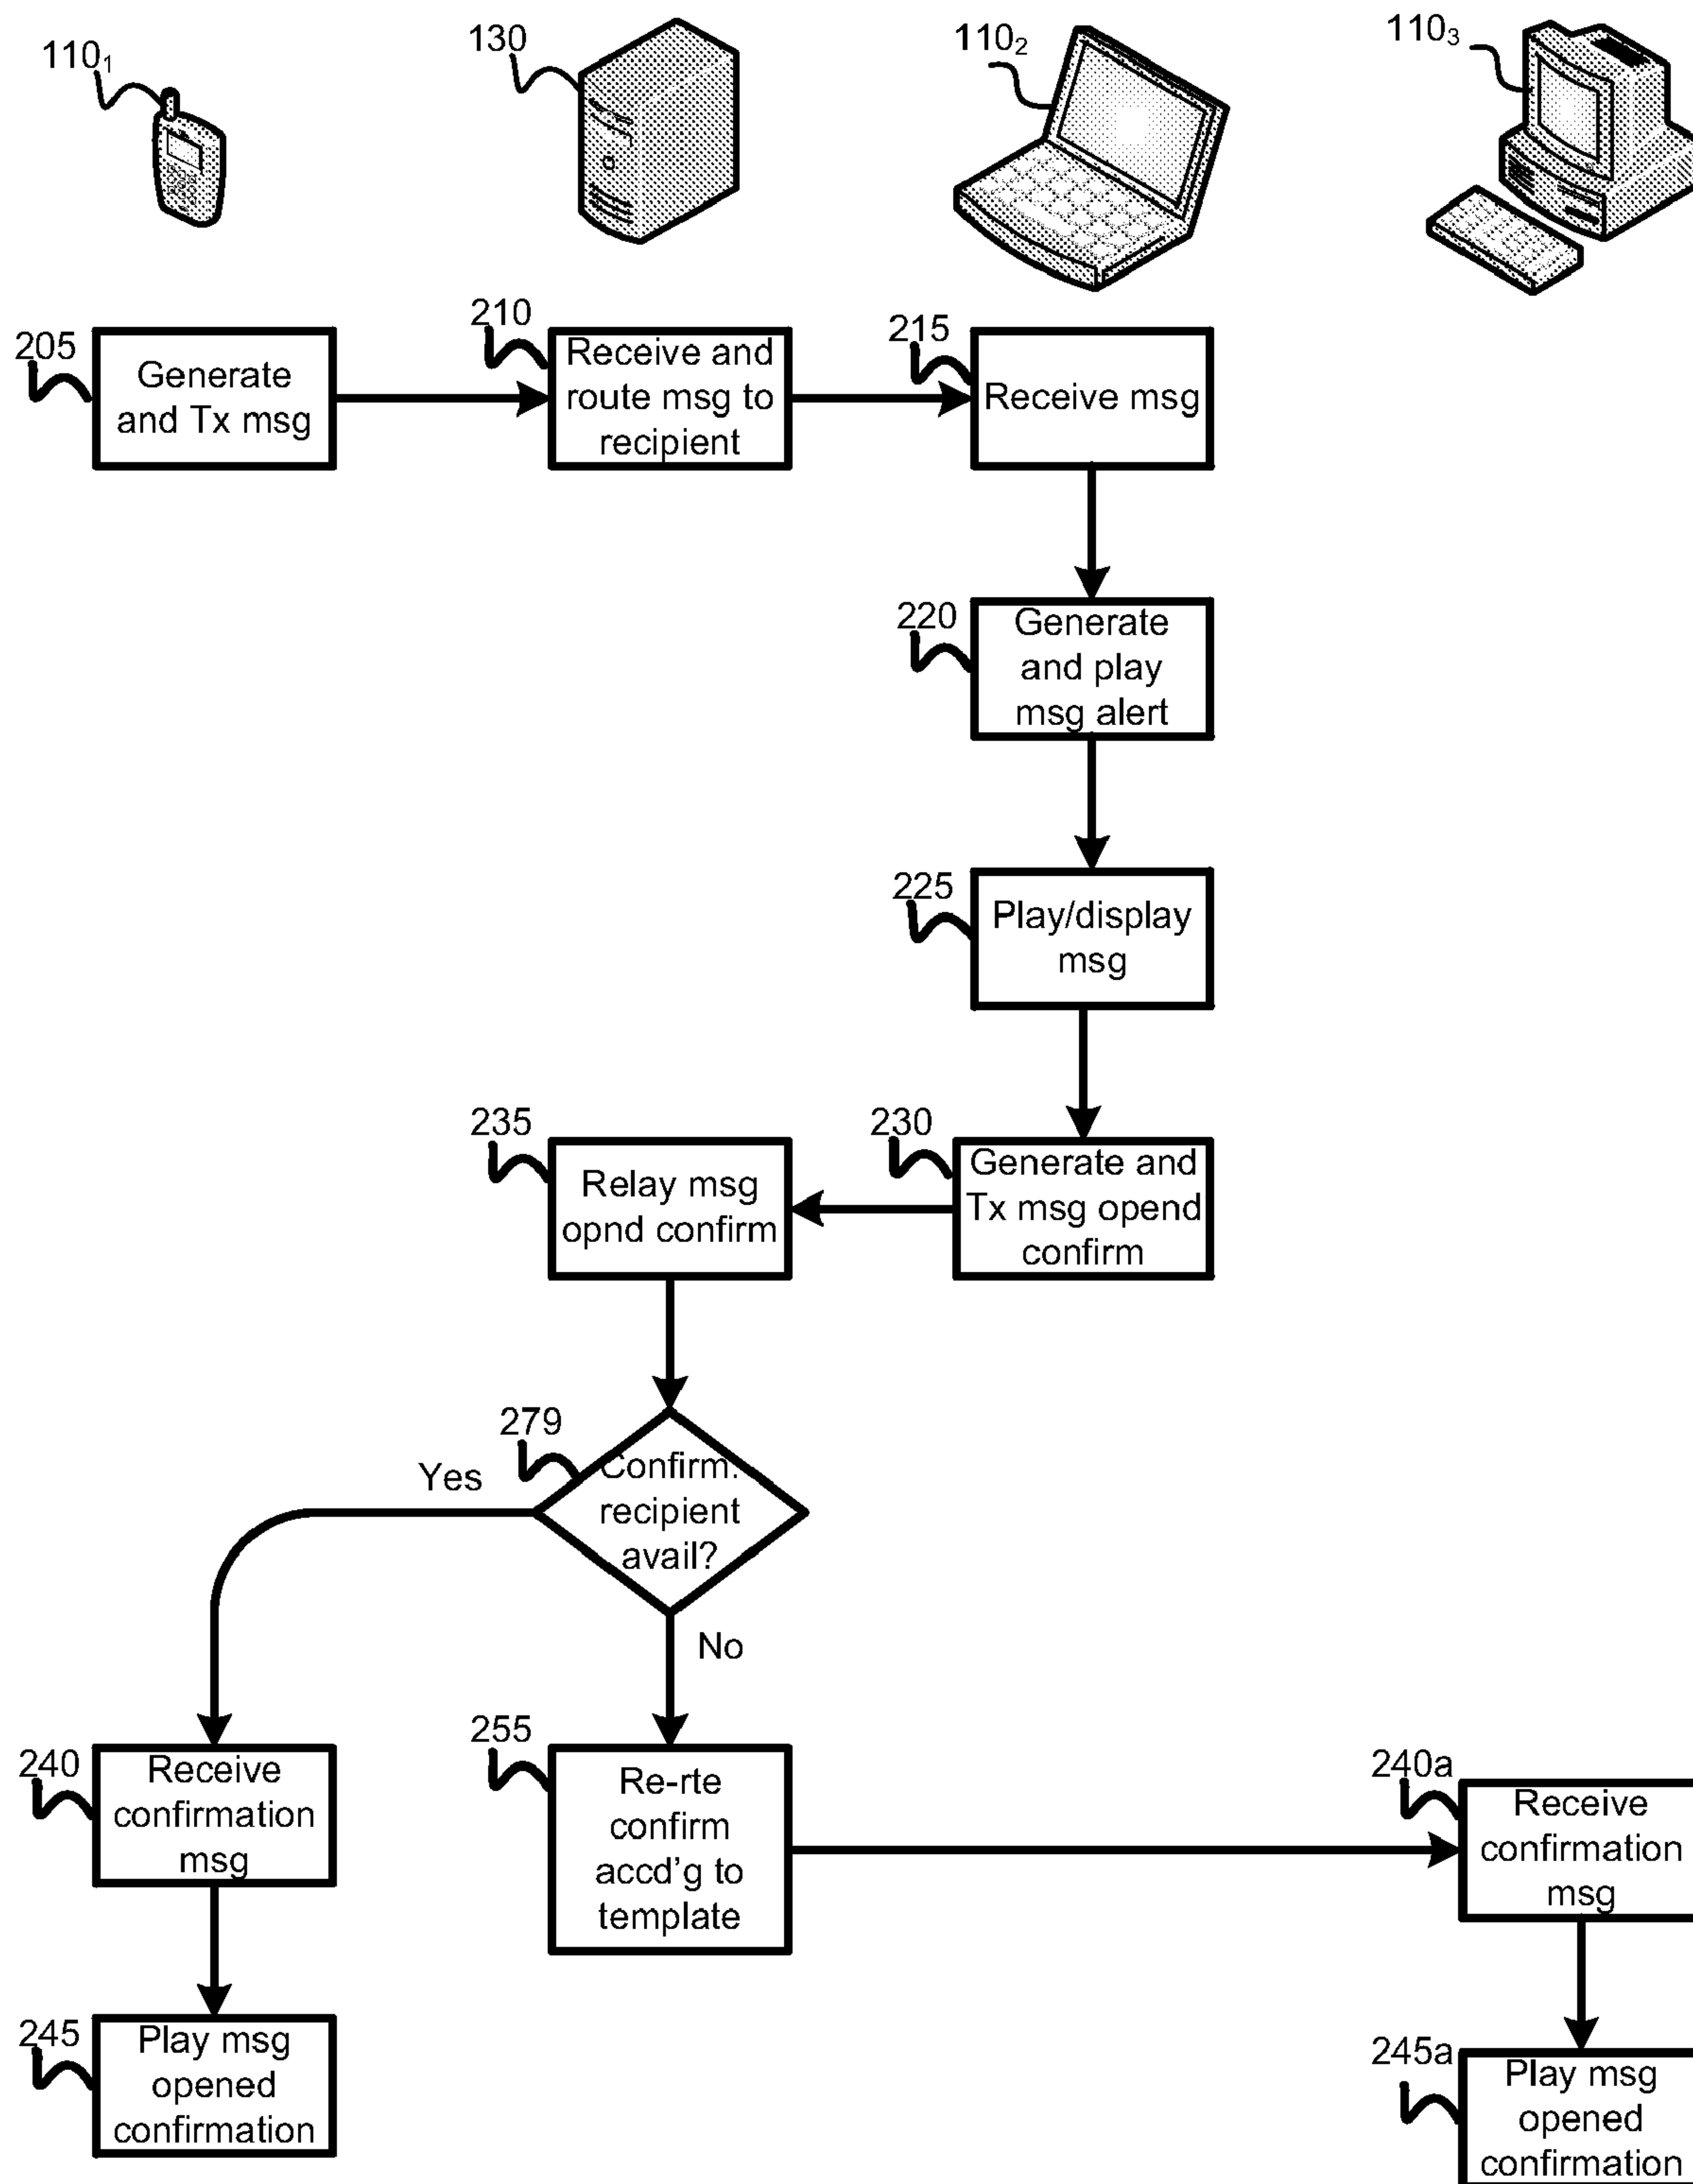 110₁
130
110₂
110₃
205
Generate
and Tx msg
210
Receive and
route msg to
recipient
215
Receive msg
220
Generate
and play
msg alert
225
Play/display
msg
235
Relay msg
opnd confirm
230
Generate and
Tx msg opend
confirm
279
Confirm.
recipient
avail?
Yes
No
240
Receive
confirmation
msg
255
Re-rte
confirm
accd'g to
template
240a
Receive
confirmation
msg
245
Play msg
opened
confirmation
245a
Play msg
opened
confirmation